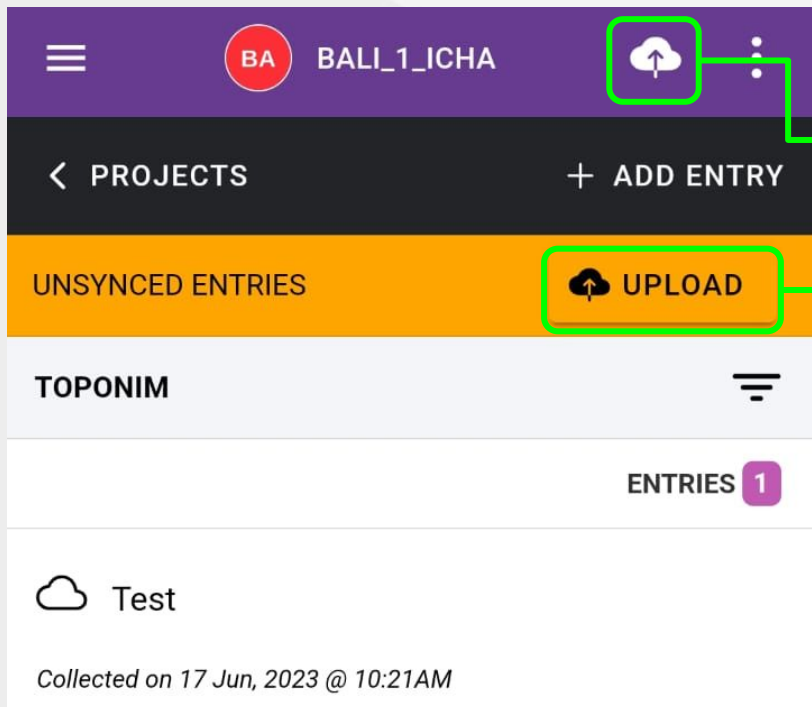 BA BALI_1_ICHA
PROJECTS + ADD ENTRY
UNSYNCED ENTRIES UPLOAD
TOPONIM
ENTRIES 1
Test
Collected on 17 Jun, 2023 @ 10:21AM